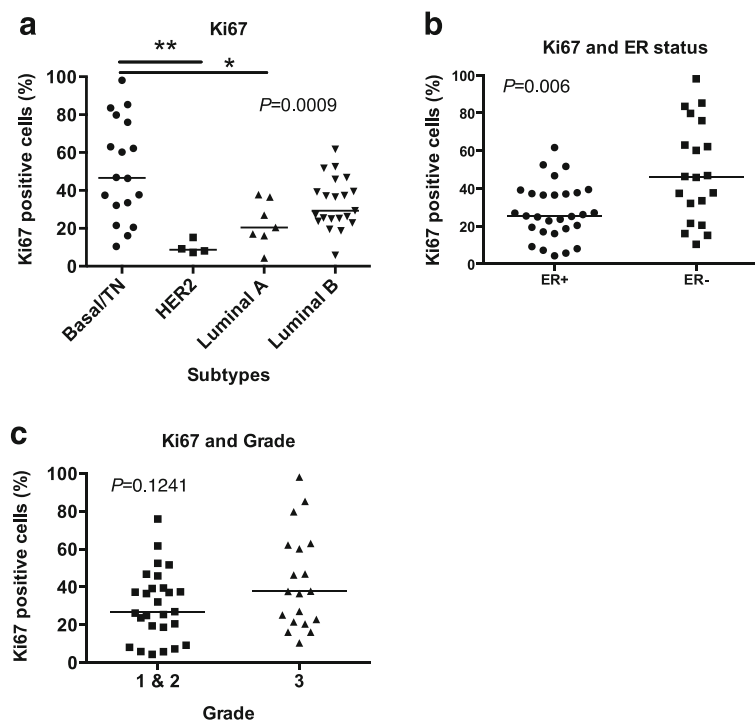 a
Ki67
**
*
P=0.0009
Ki67 positive cells (%)
100
80
60
40
20
0
Basal/TN
HER2
Luminal A
Luminal B
Subtypes
b
Ki67 and ER status
P=0.006
Ki67 positive cells (%)
100
80
60
40
20
0
ER+
ER-
c
Ki67 and Grade
P=0.1241
Ki67 positive cells (%)
100
80
60
40
20
0
1 & 2
3
Grade